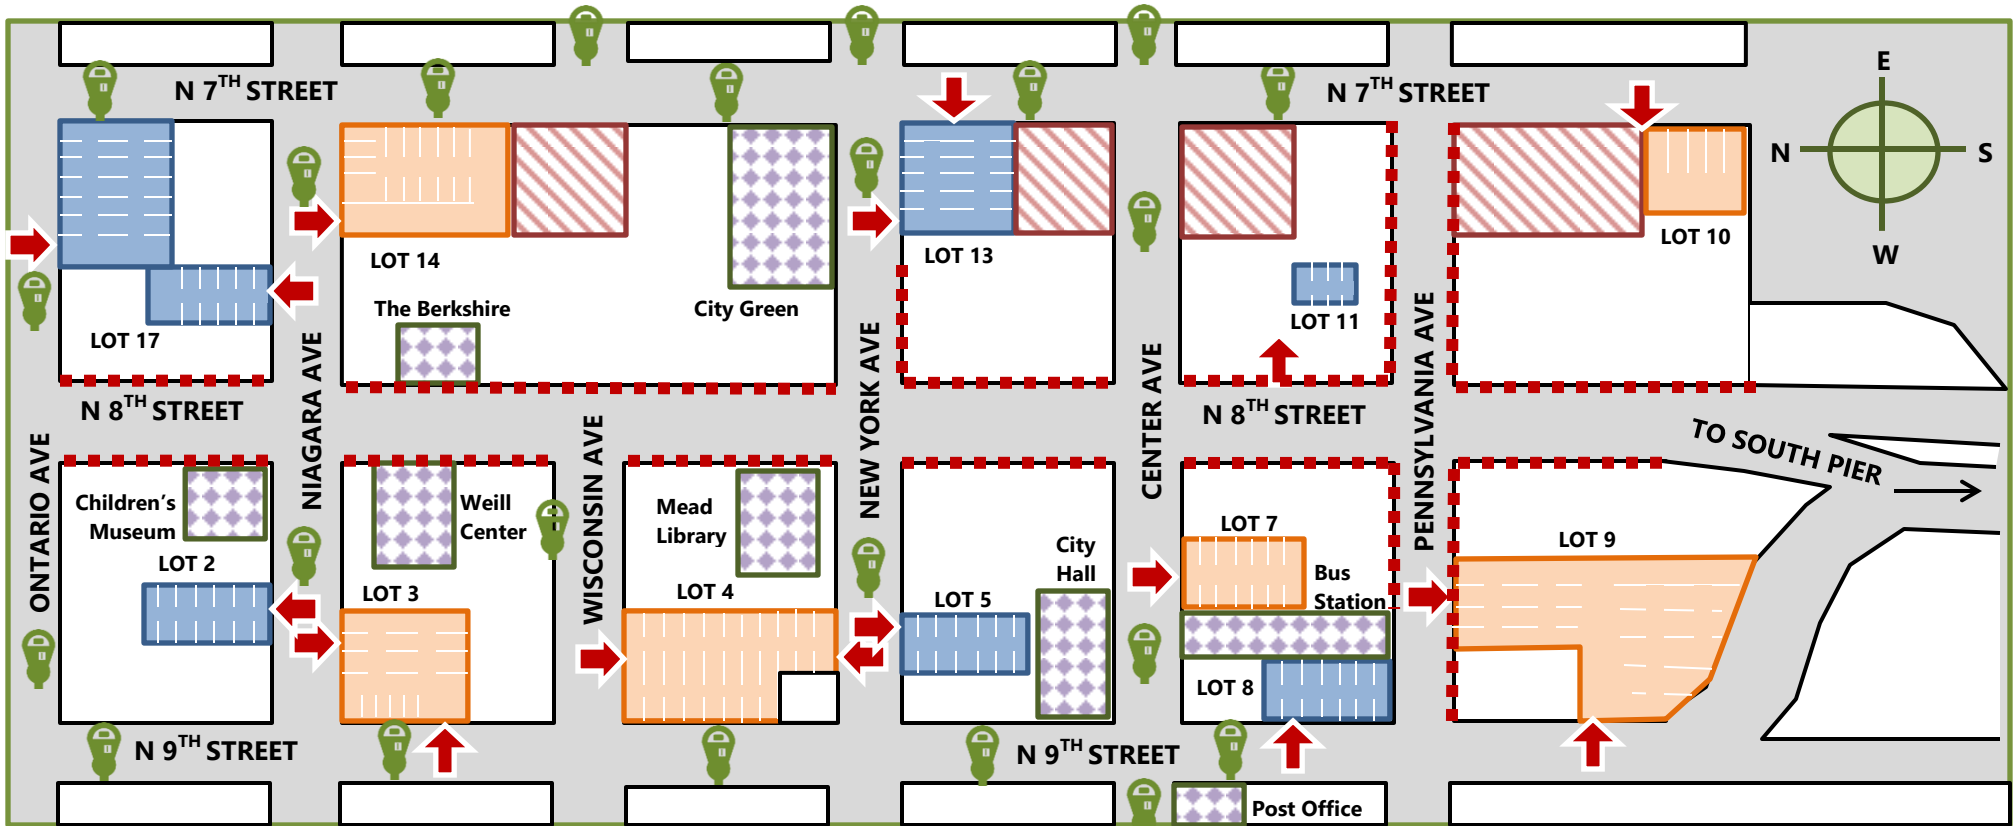 N 7TH STREET
N 7TH STREET
E
N
S
W
LOT 14
LOT 13
LOT 10
The Berkshire
City Green
LOT 11
LOT 17
N 8TH STREET
N 8TH STREET
ONTARIO AVE
NIAGARA AVE
WISCONSIN AVE
NEW YORK AVE
CENTER AVE
PENNSYLVANIA AVE
TO SOUTH PIER
Children's
Museum
Weill
Center
Mead
Library
LOT 7
City
Hall
LOT 9
LOT 2
LOT 3
LOT 4
LOT 5
Bus
Station
LOT 8
N 9TH STREET
N 9TH STREET
Post Office